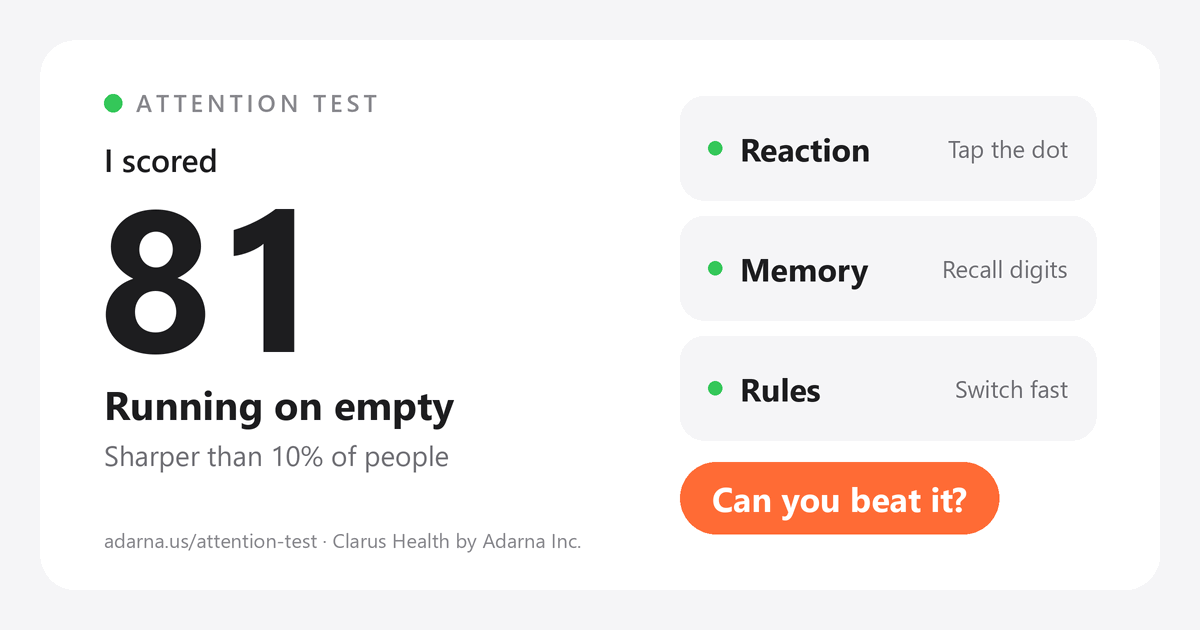 ATTENTION TEST
I scored
81
Running on empty
Sharper than 10% of people
adarna.us/attention-test · Clarus Health by Adarna Inc.
Reaction Tap the dot
Memory Recall digits
Rules Switch fast
Can you beat it?